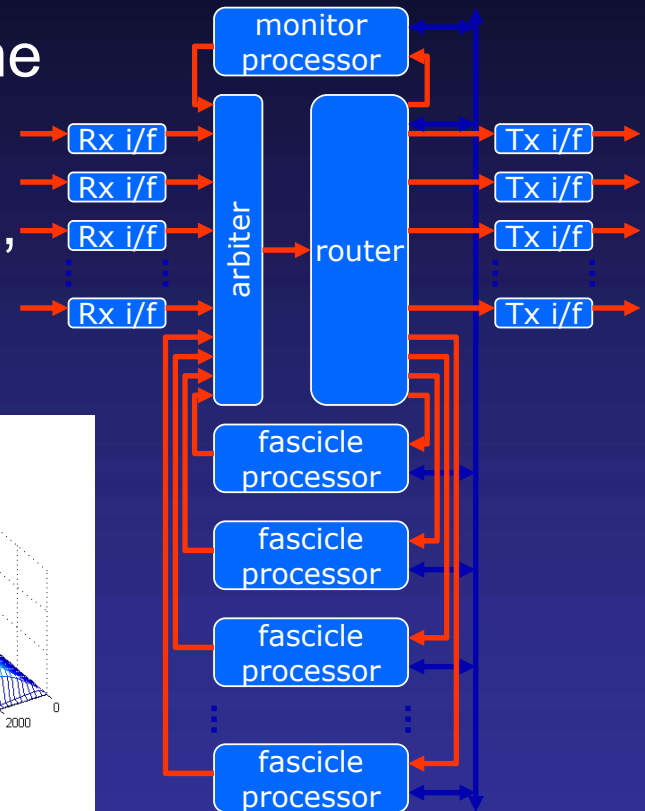 monitor
processor
Rx i/f
Tx i/f
Rx i/f
Tx i/f
,
Rx i/f
Tx i/f
arbiter
router
Rx i/f
Tx i/f
fascicle
processor
fascicle
processor
fascicle
processor
0
2000
fascicle
processor